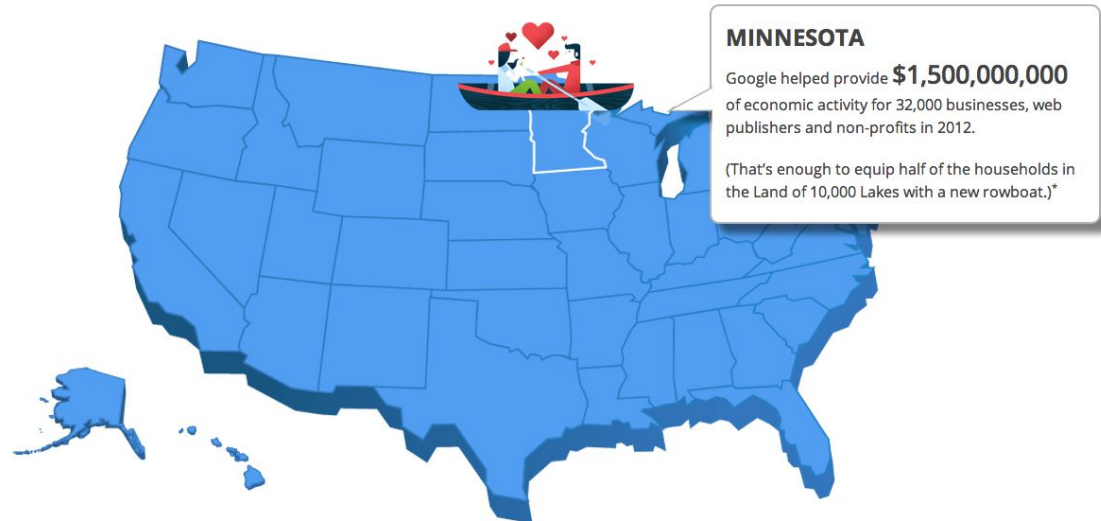 MINNESOTA
Google helped provide $1,500,000,000
of economic activity for 32,000 businesses, web
publishers and non-profits in 2012.
(That’s enough to equip half of the households in
the Land of 10,000 Lakes with a new rowboat.)*